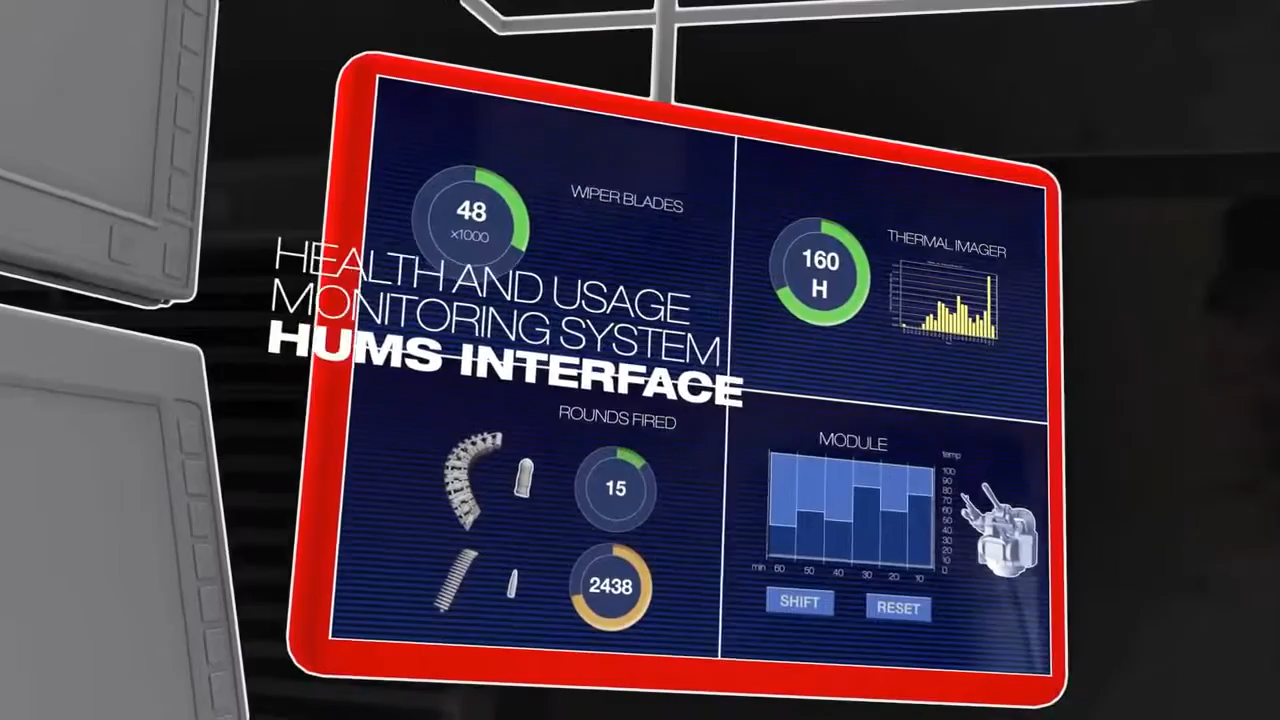 48
x1000
WIPER BLADES
160
H
THERMAL IMAGER
HEALTH AND USAGE
MONITORING SYSTEM
HUMS INTERFACE
ROUNDS FIRED
15
2438
MODULE
temp
100
90
80
70
60
50
40
30
20
10
0
min 60 50 40 30 20 10
SHIFT
RESET